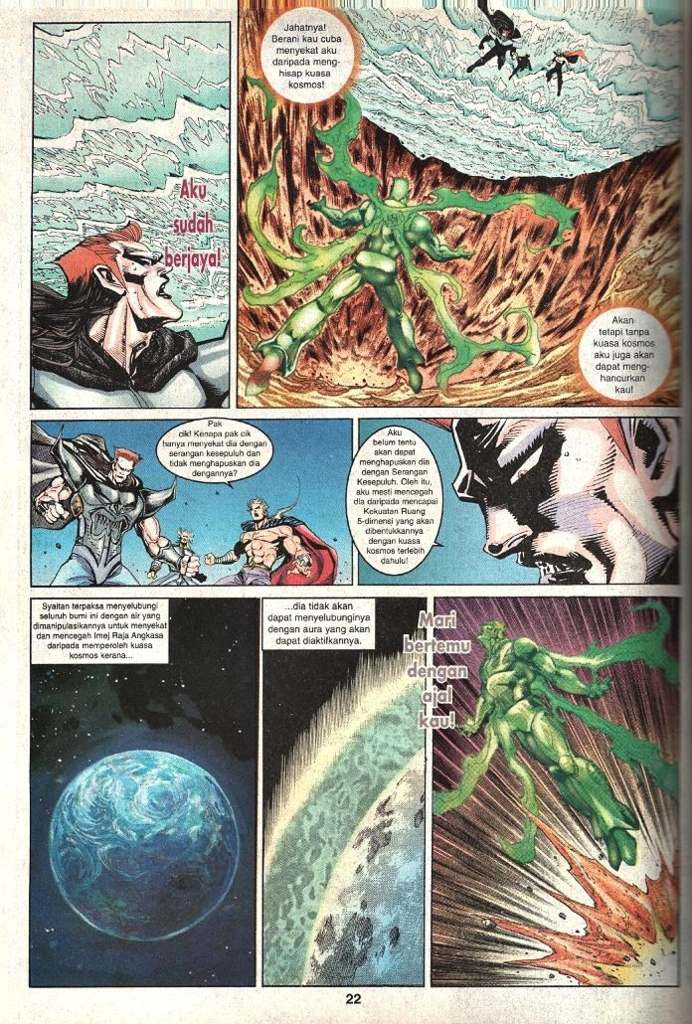 Aku
sudah
berjaya!
Jahatnya!
Berani kau cuba
menyekat aku
daripada meng-
hisap kuasa
kosmos!
Akan
tetapi tanpa
kuasa kosmos
aku juga akan
dapat meng-
hancurkan
kau!
Pak
cik! Kenapa pak cik
hanya menyekat dia dengan
serangan kesepuluh dan
tidak menghapuskan dia
dengannya?
Aku
belum tentu
akan dapat
menghapuskan dia
dengan Serangan
Kesepuluh. Oleh itu,
aku mesti mencegah
dia daripada mencapai
Kekuatan Ruang
5-dimensi yang akan
dibentukkannya
dengan kuasa
kosmos terlebih
dahulu!
Syaitan terpaksa menyelubungi
seluruh bumi ini dengan air yang
dimanipulasikannya untuk menyekat
dan mencegah Imej Raja Angkasa
daripada memperoleh kuasa
kosmos kerana...
...dia tidak akan
dapat menyelubunginya
dengan aura yang akan
dapat diaktifkannya.
Mari
bertemu
dengan
ajal
kau!
22